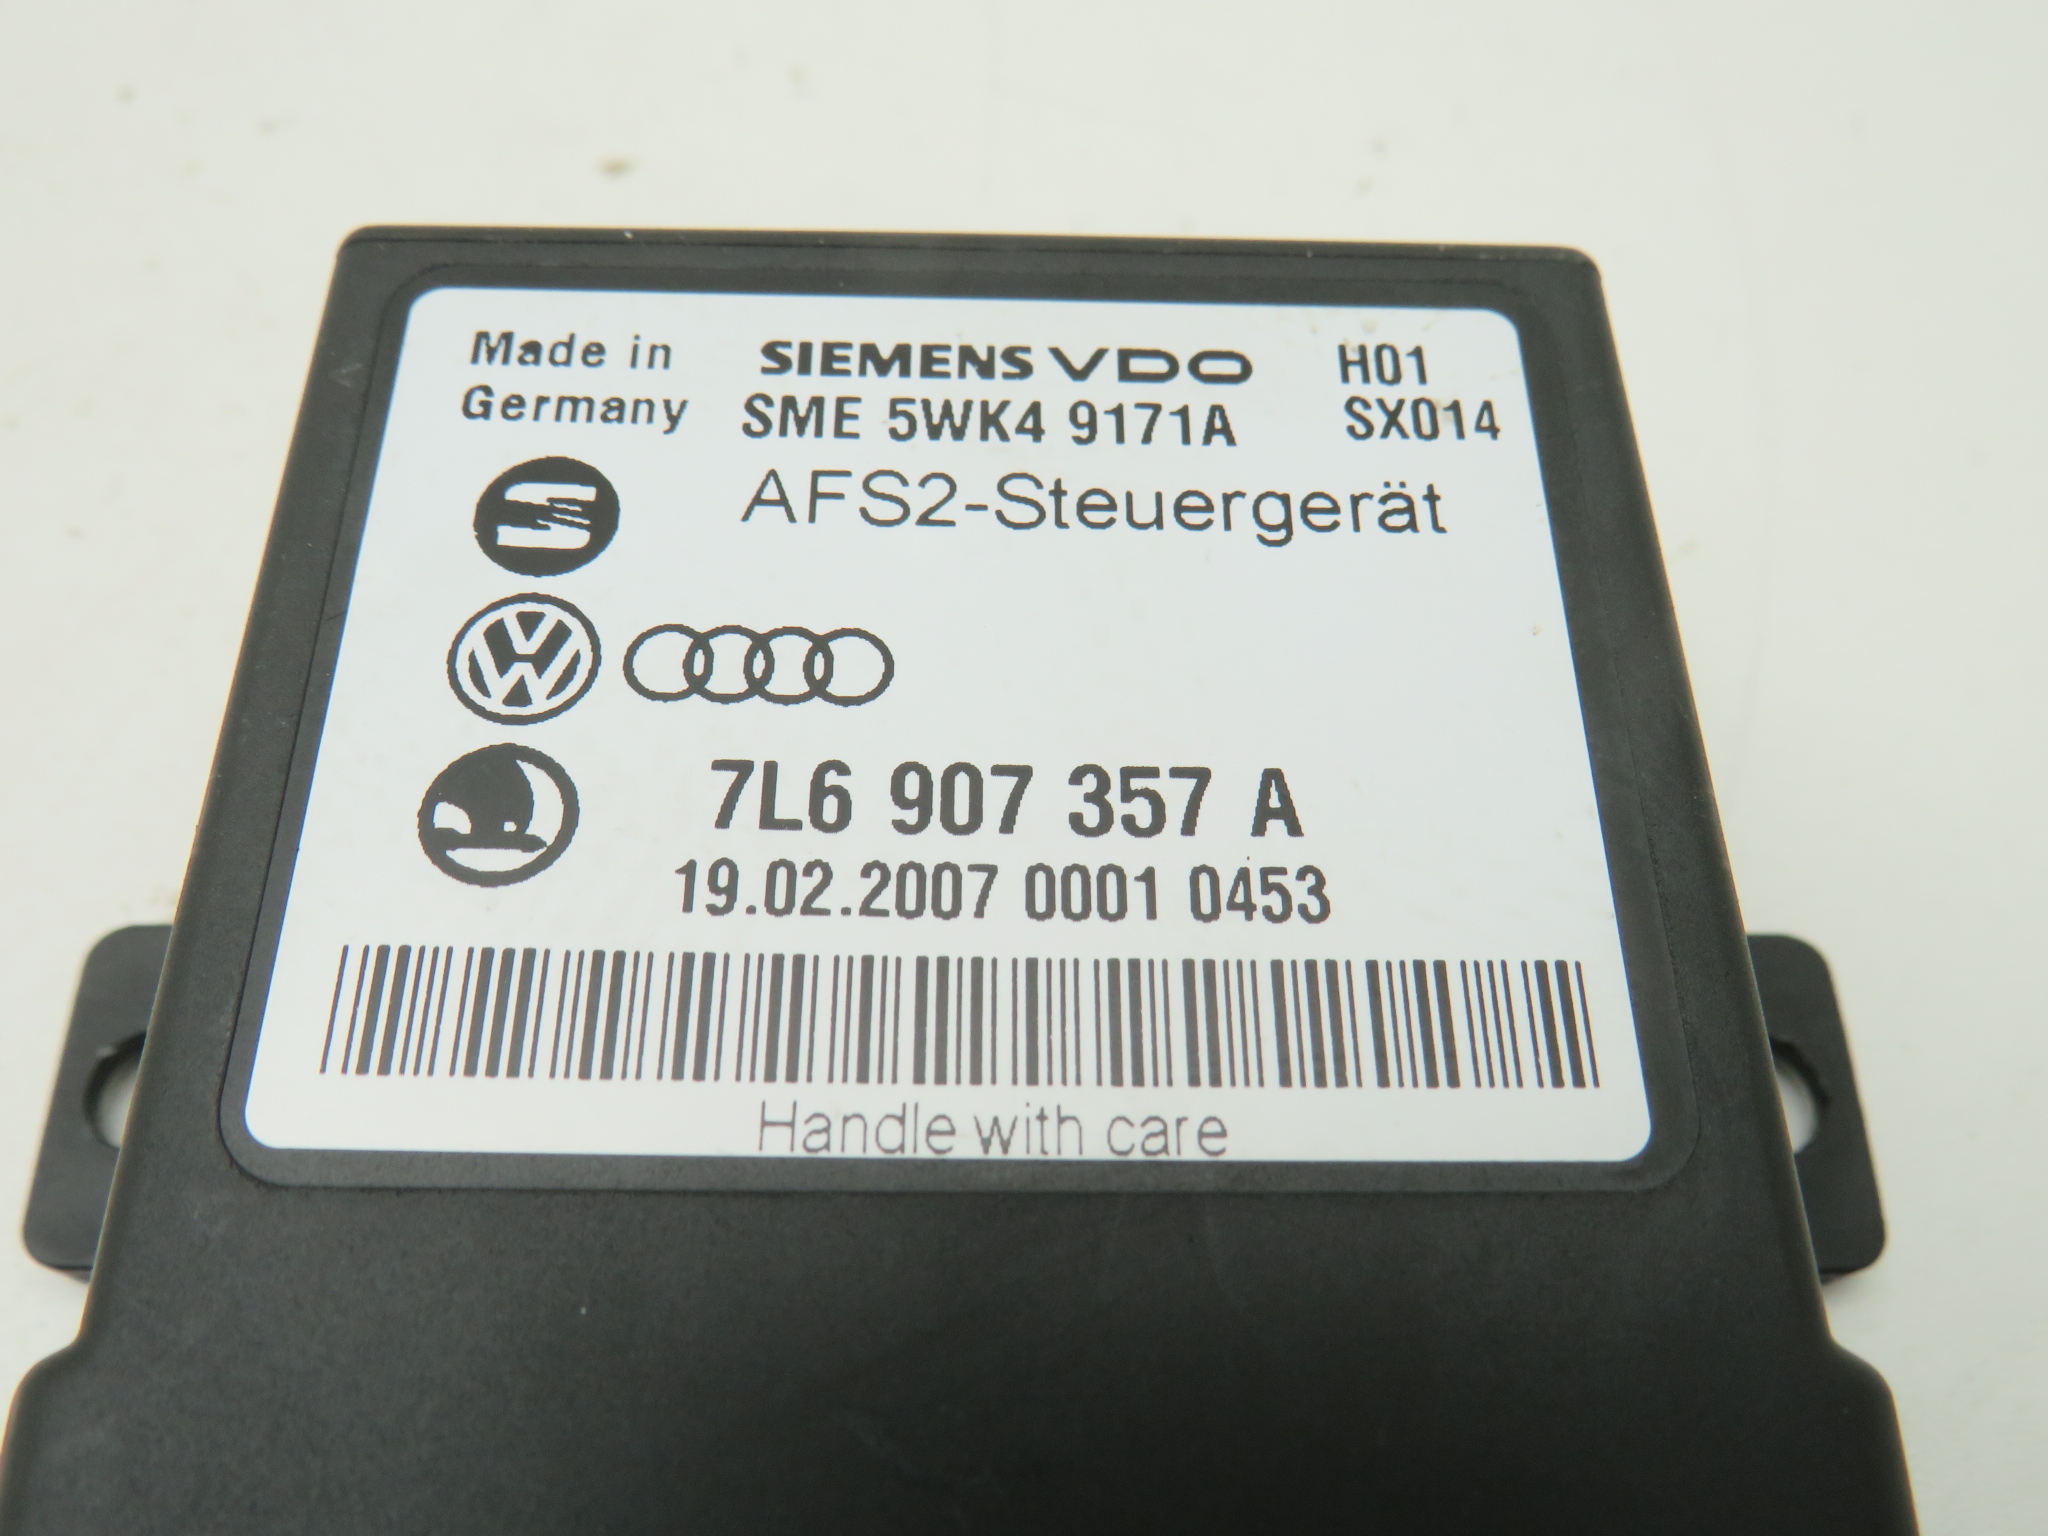 Made in SIEMENS VDO H01
Germany SME 5WK4 9171A SX014
AFS2-Steuergerät
7L6 907 357 A
19.02.2007 0001 0453
Handle with care